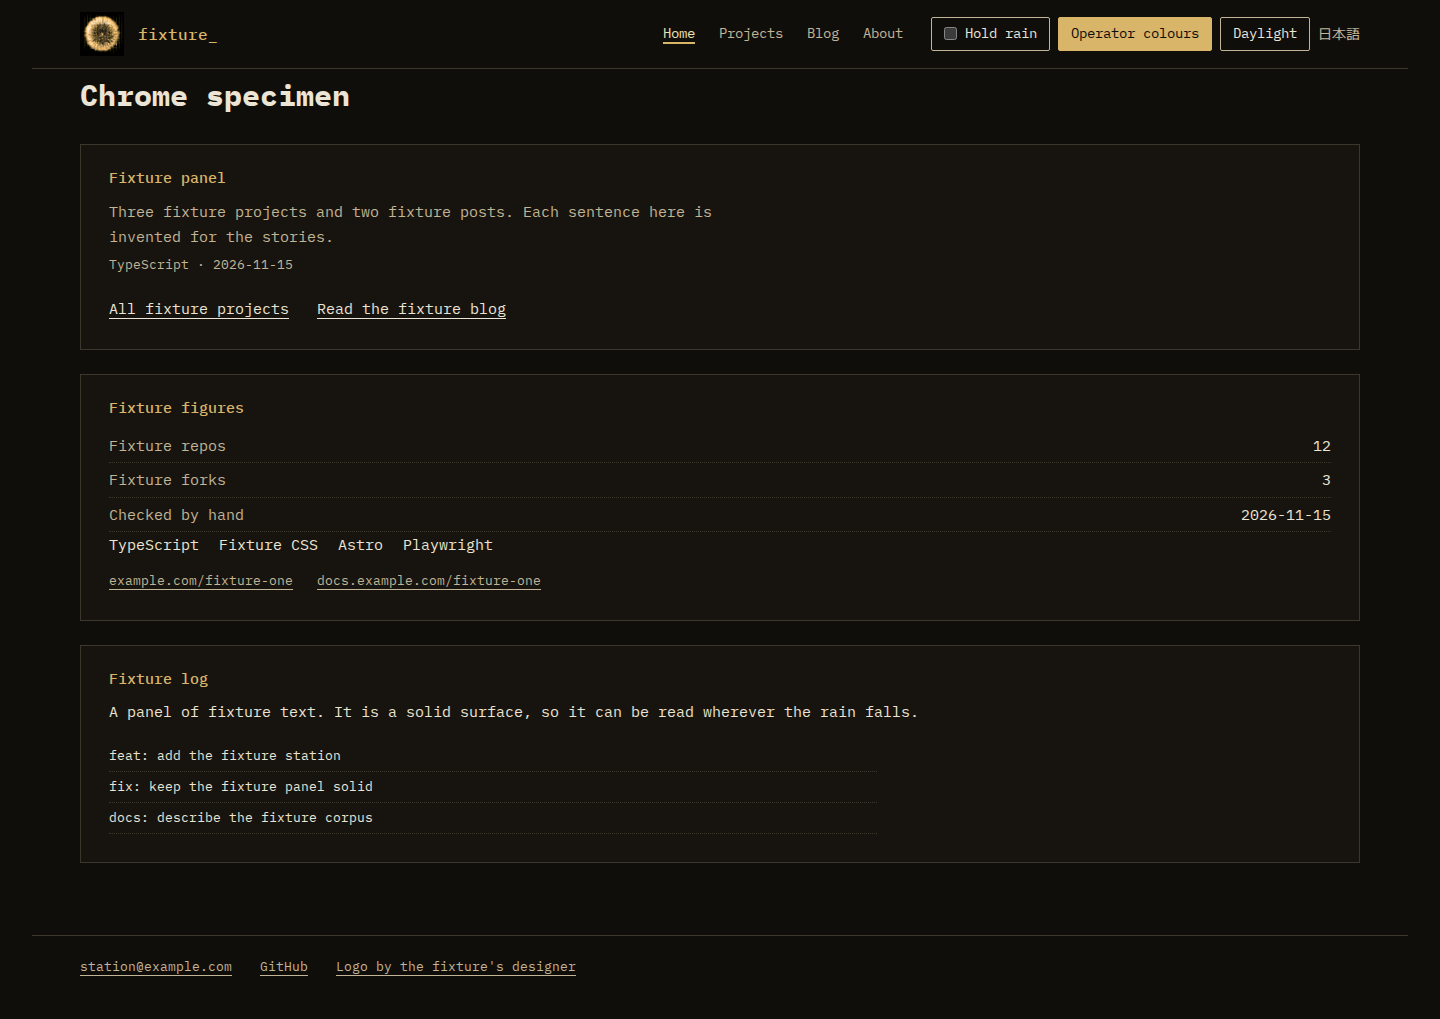 fixture_
Home Projects Blog About Hold rain Operator colours Daylight 日本語
Chrome specimen
Fixture panel
Three fixture projects and two fixture posts. Each sentence here is
invented for the stories.
TypeScript · 2026-11-15
All fixture projects Read the fixture blog
Fixture figures
Fixture repos 12
Fixture forks 3
Checked by hand 2026-11-15
TypeScript Fixture CSS Astro Playwright
example.com/fixture-one docs.example.com/fixture-one
Fixture log
A panel of fixture text. It is a solid surface, so it can be read wherever the rain falls.
feat: add the fixture station
fix: keep the fixture panel solid
docs: describe the fixture corpus
station@example.com GitHub Logo by the fixture's designer